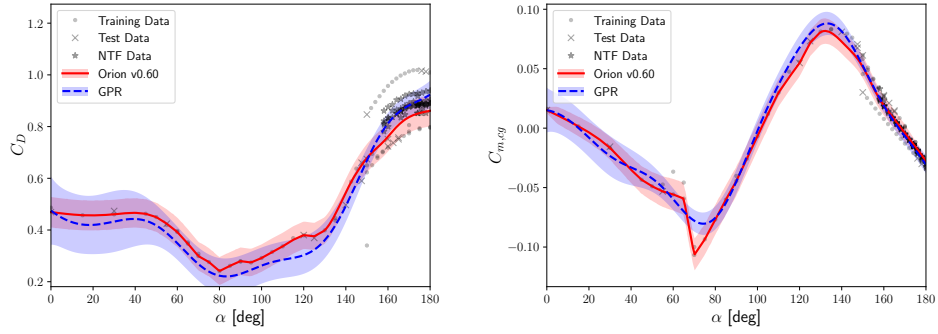 1.2
1.0
0.8
0.6
0.4
0.2
C_D
Training Data
Test Data
NTF Data
Orion v0.60
GPR
0 20 40 60 80 100 120 140 160 180
α [deg]
0.10
0.05
0.00
−0.05
−0.10
C_{m,cg}
Training Data
Test Data
NTF Data
Orion v0.60
GPR
0 20 40 60 80 100 120 140 160 180
α [deg]